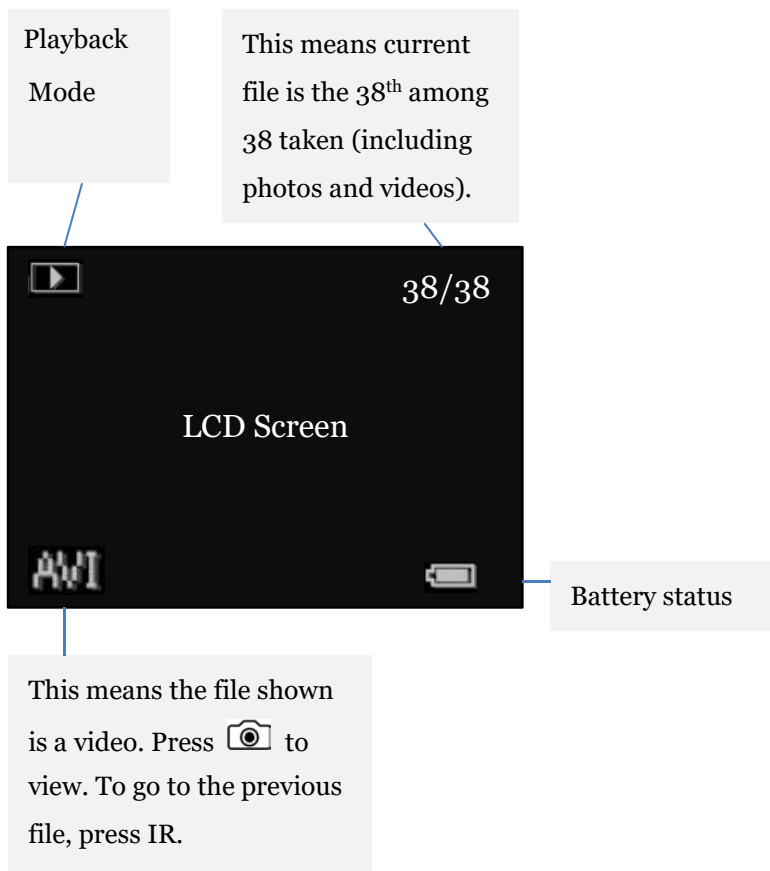 Playback
Mode
This means current
file is the 38th among
38 taken (including
photos and videos).
38/38
LCD Screen
AVI
Battery status
This means the file shown
is a video. Press to
view. To go to the previous
file, press IR.